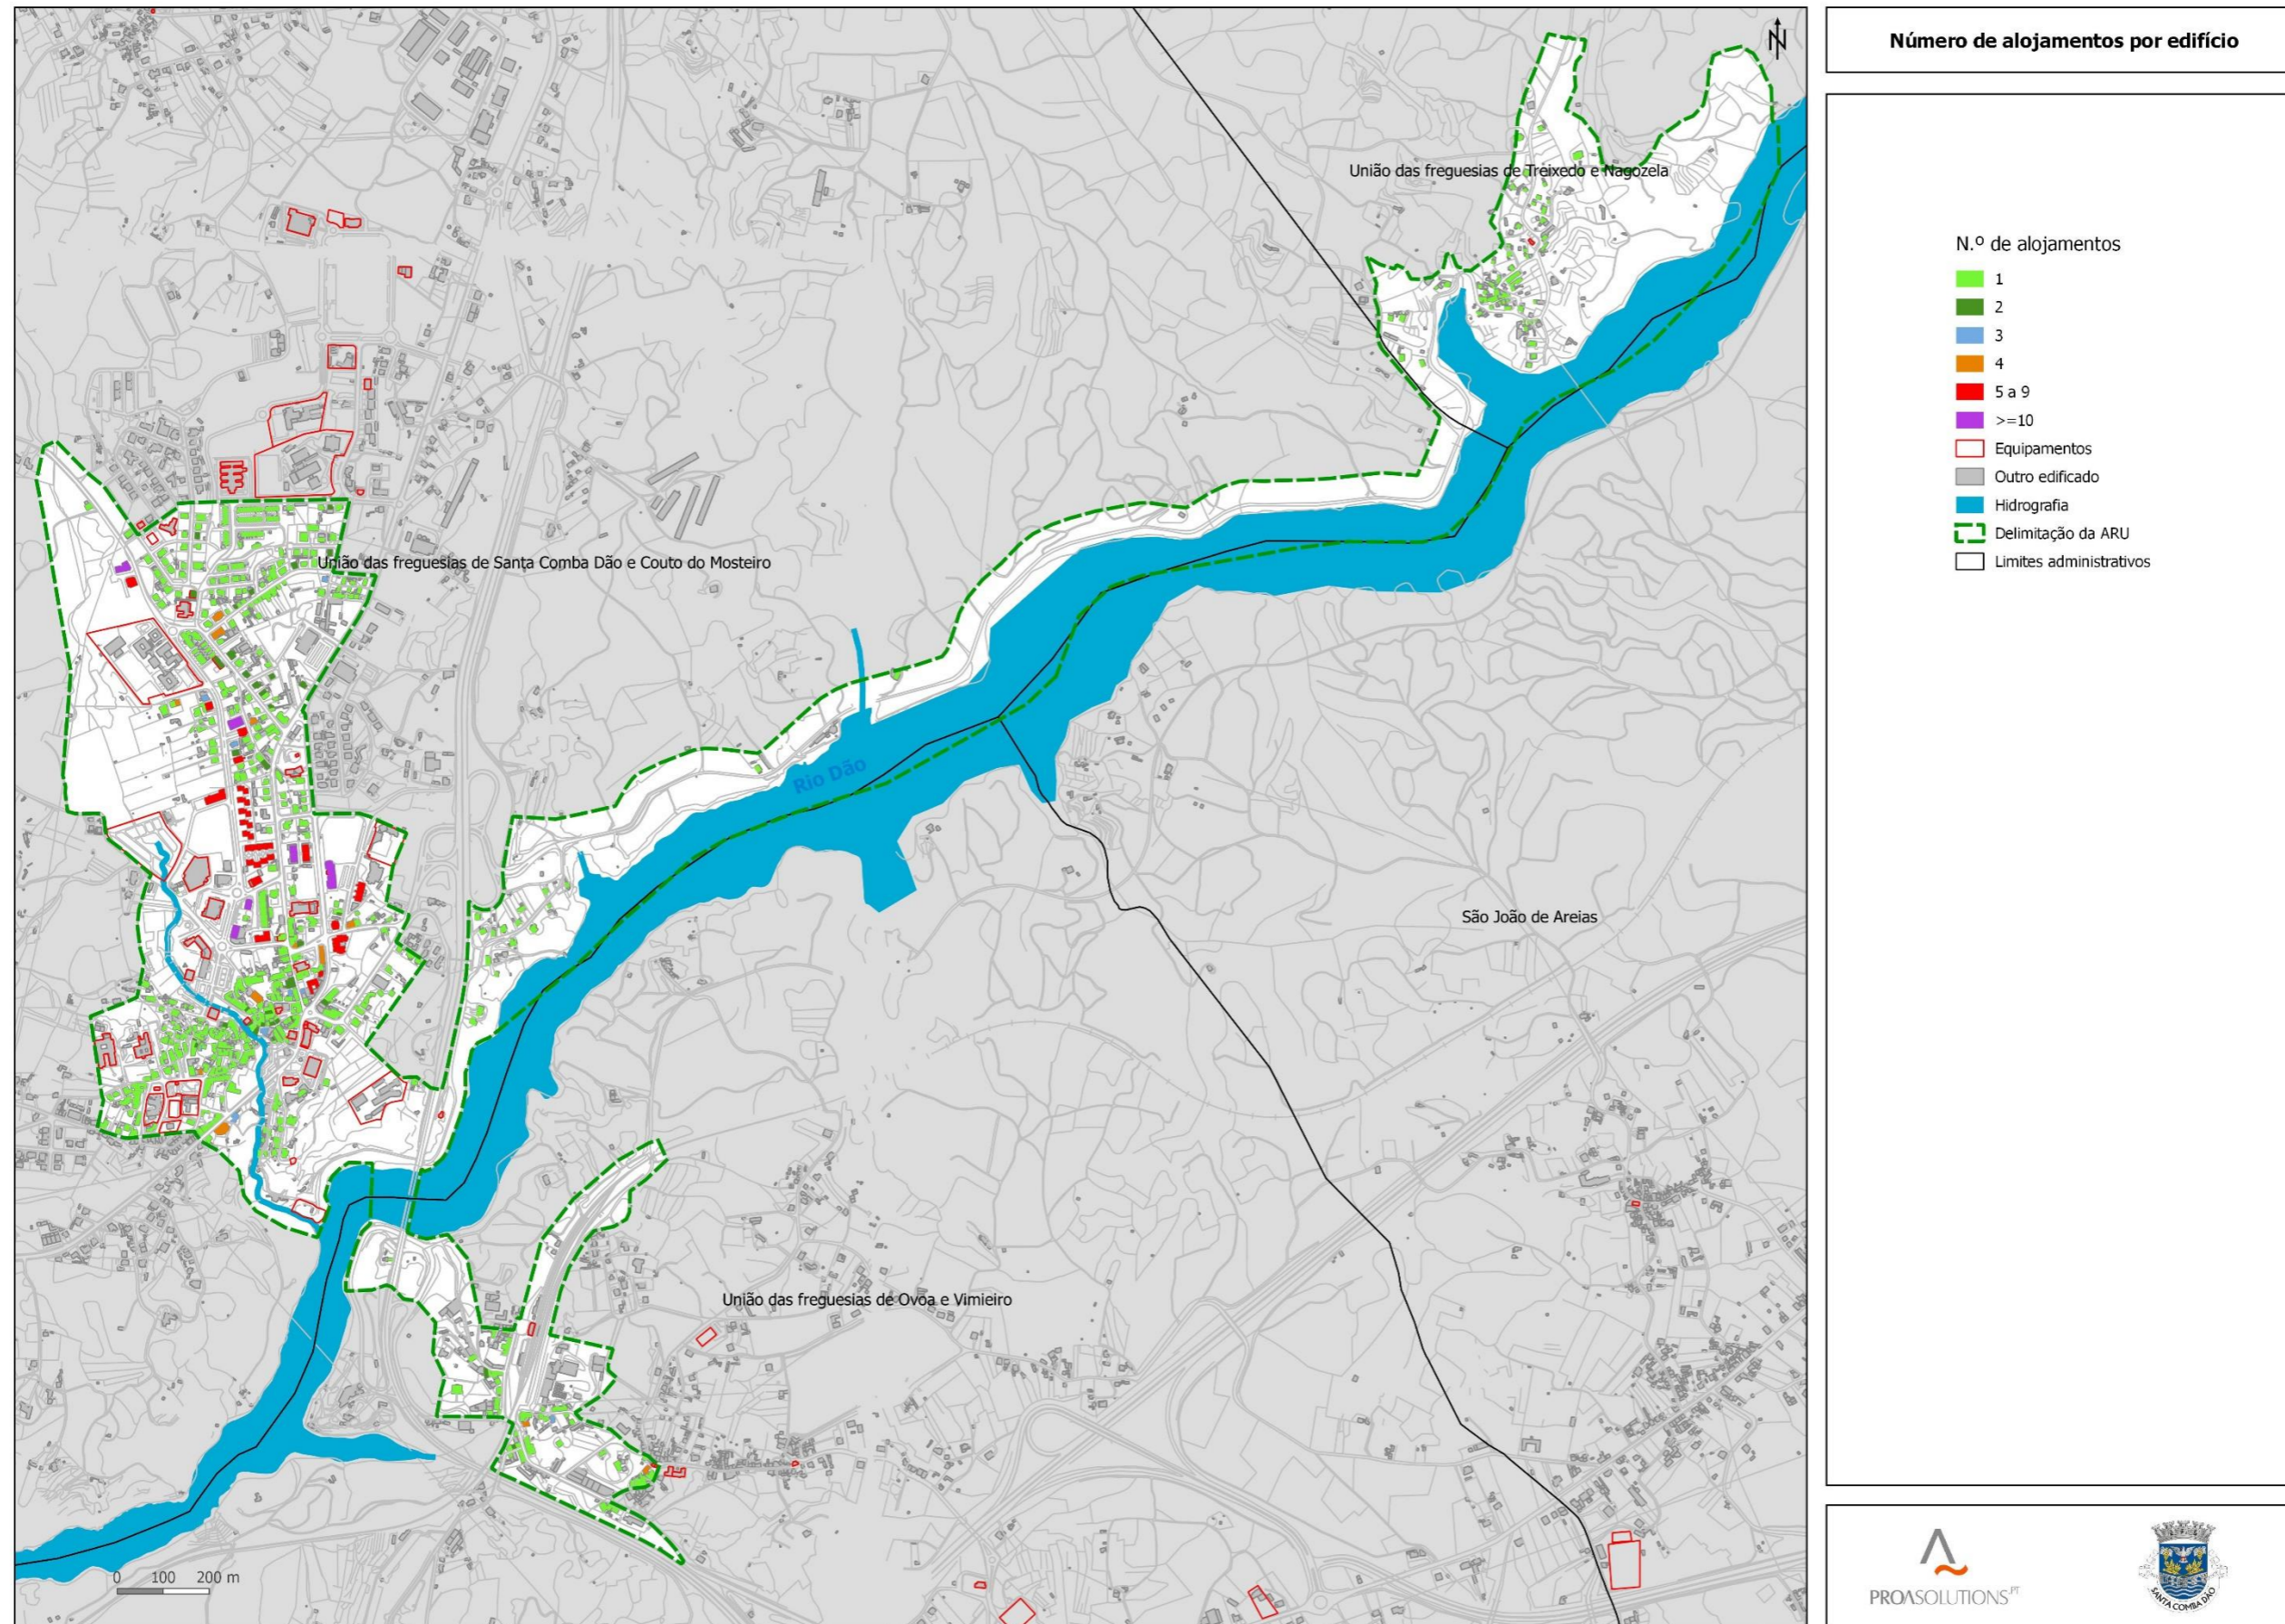 Número de alojamentos por edifício
N
União das freguesias de Treixedo e Nagozela
União das freguesias de Santa Comba Dão e Couto do Mosteiro
Rio Dão
São João de Areias
União das freguesias de Ovoa e Vimieiro
0 100 200 m
N.º de alojamentos
1
2
3
4
5 a 9
>=10
Equipamentos
Outro edificado
Hidrografia
Delimitação da ARU
Limites administrativos
PROASOLUTIONS.PT
SANTA COMBA DÃO